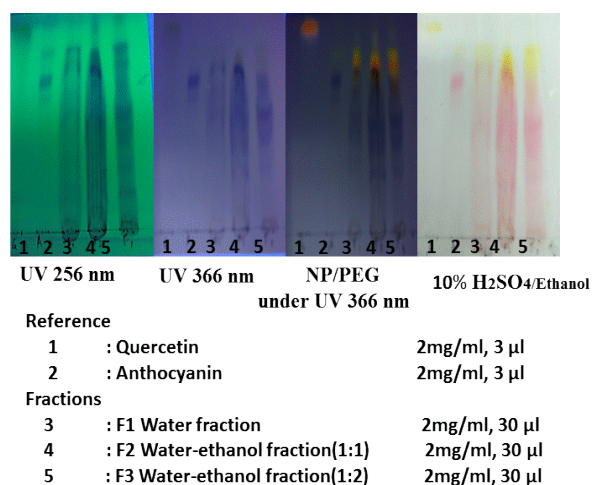 1 2 3 4 5 1 2 3 4 5 1 2 3 4 5 1 2 3 4 5
UV 256 nm UV 366 nm NP/PEG 10% H2SO4/Ethanol
under UV 366 nm
Reference
1 : Quercetin 2mg/ml, 3 µl
2 : Anthocyanin 2mg/ml, 3 µl
Fractions
3 : F1 Water fraction 2mg/ml, 30 µl
4 : F2 Water-ethanol fraction(1:1) 2mg/ml, 30 µl
5 : F3 Water-ethanol fraction(1:2) 2mg/ml, 30 µl